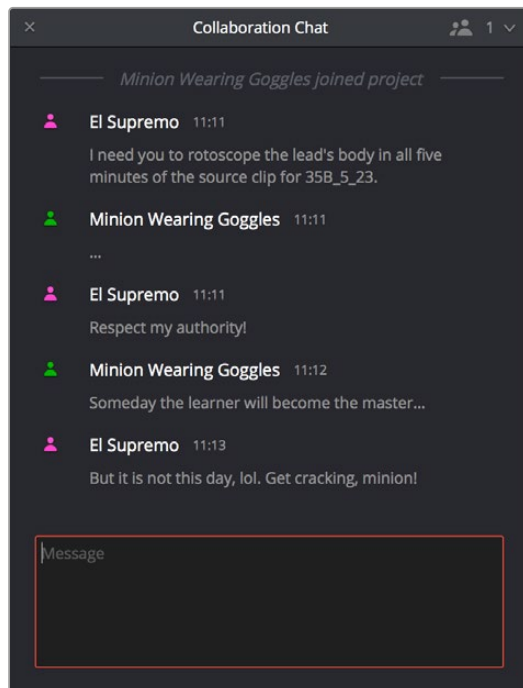 Collaboration Chat
1
Minion Wearing Goggles joined project
El Supremo 11:11
I need you to rotoscope the lead's body in all five
minutes of the source clip for 35B_5_23.
Minion Wearing Goggles 11:11
...
El Supremo 11:11
Respect my authority!
Minion Wearing Goggles 11:12
Someday the learner will become the master...
El Supremo 11:13
But it is not this day, lol. Get cracking, minion!
Message